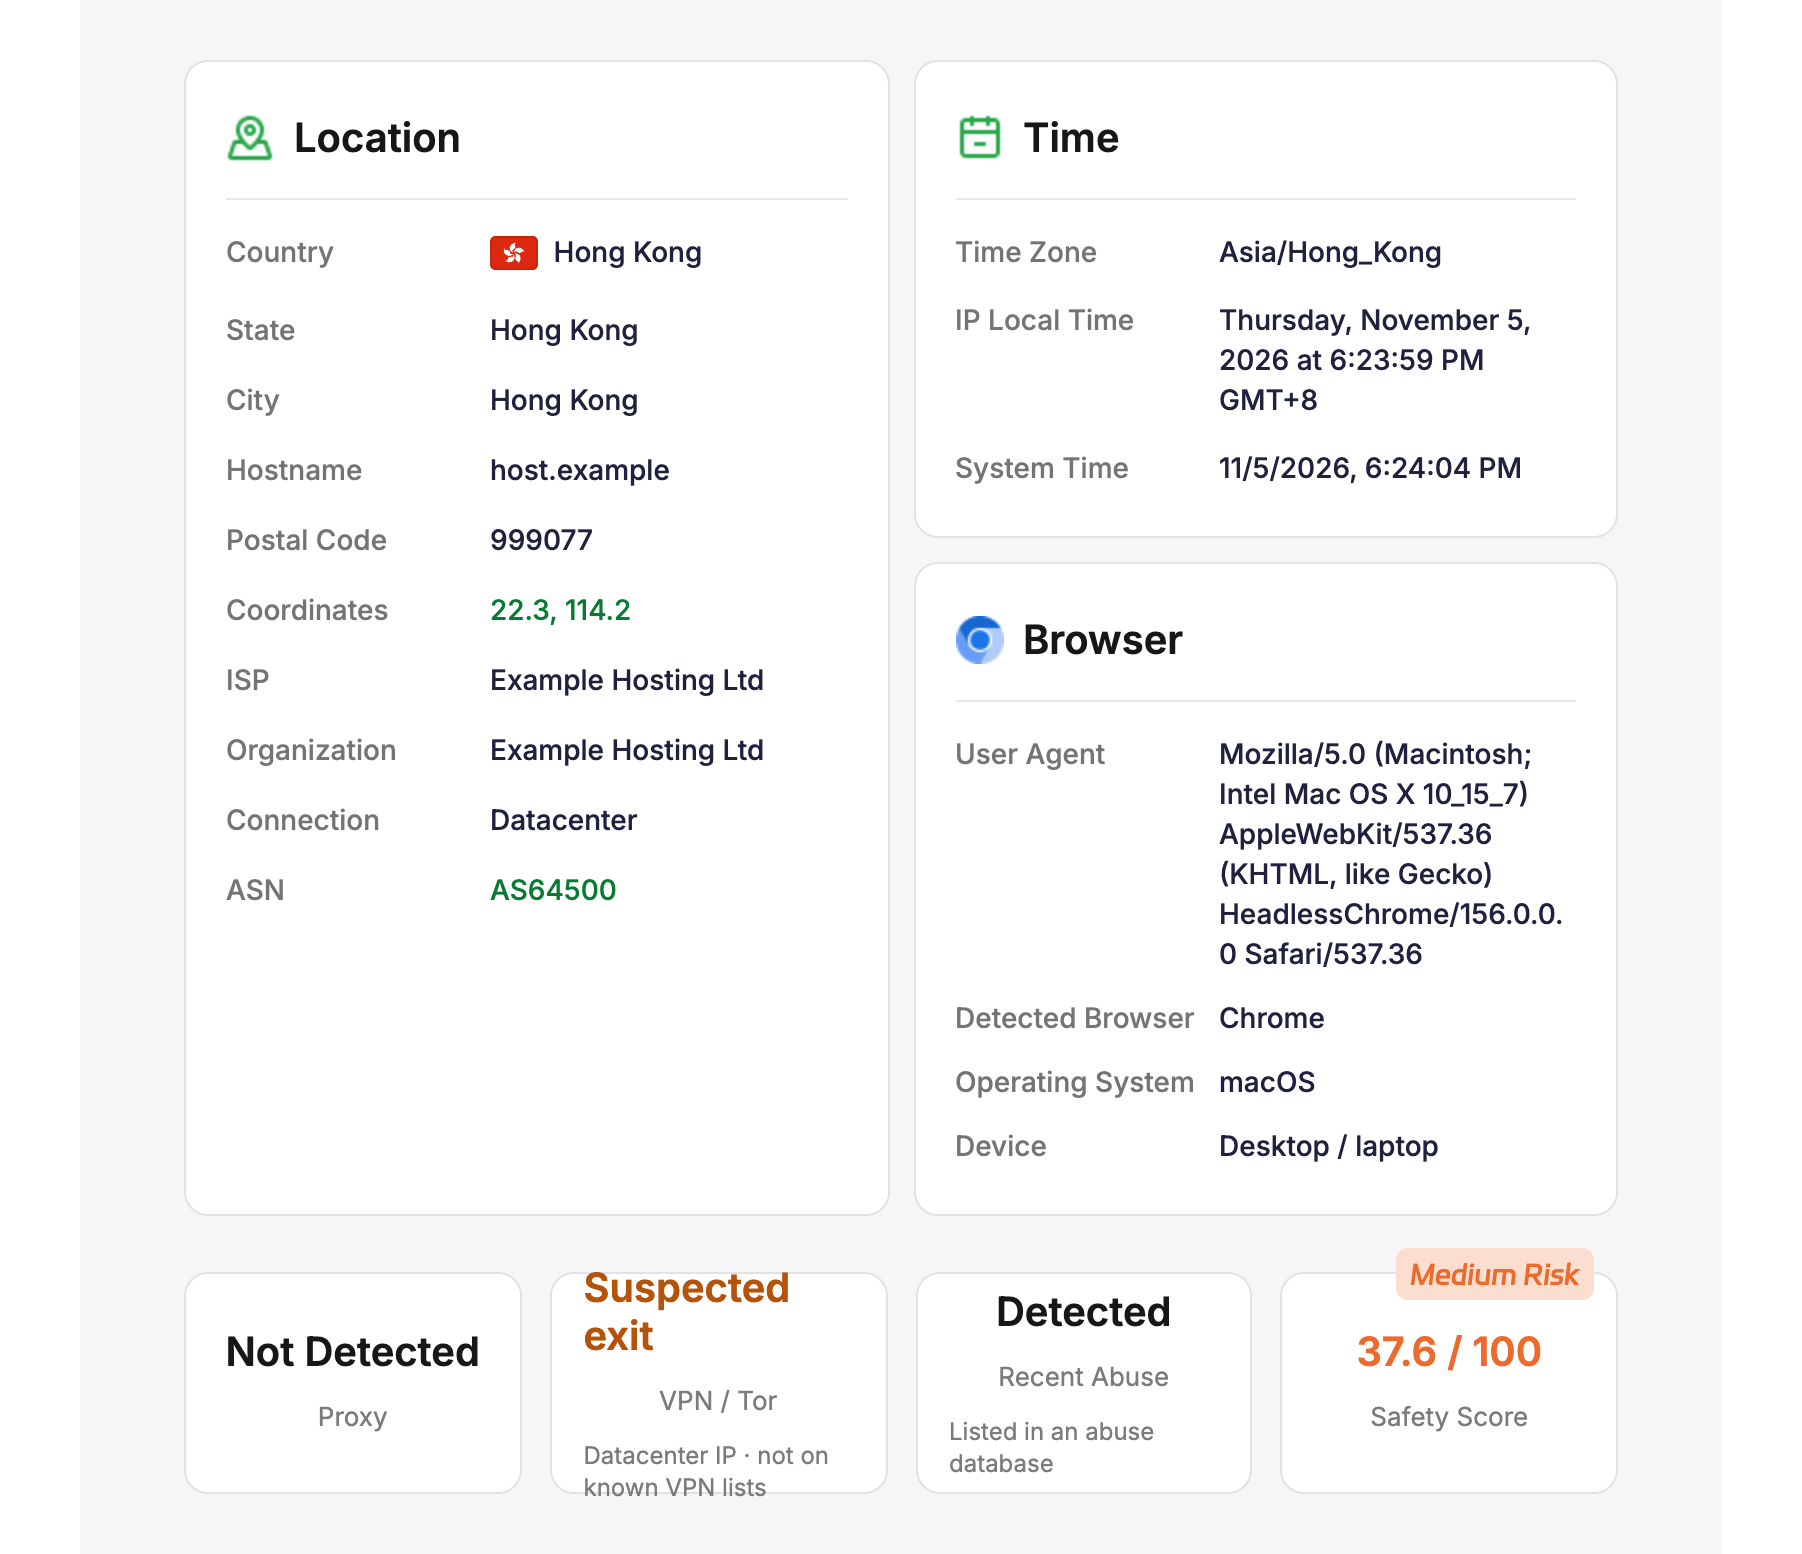 Location
Country Hong Kong
State Hong Kong
City Hong Kong
Hostname host.example
Postal Code 999077
Coordinates 22.3, 114.2
ISP Example Hosting Ltd
Organization Example Hosting Ltd
Connection Datacenter
ASN AS64500
Time
Time Zone Asia/Hong_Kong
IP Local Time Thursday, November 5,
2026 at 6:23:59 PM
GMT+8
System Time 11/5/2026, 6:24:04 PM
Browser
User Agent Mozilla/5.0 (Macintosh;
Intel Mac OS X 10_15_7)
AppleWebKit/537.36
(KHTML, like Gecko)
HeadlessChrome/156.0.0.
0 Safari/537.36
Detected Browser Chrome
Operating System macOS
Device Desktop / laptop
Not Detected
Proxy
Suspected
exit
VPN / Tor
Datacenter IP · not on
known VPN lists
Detected
Recent Abuse
Listed in an abuse
database
Medium Risk
37.6 / 100
Safety Score